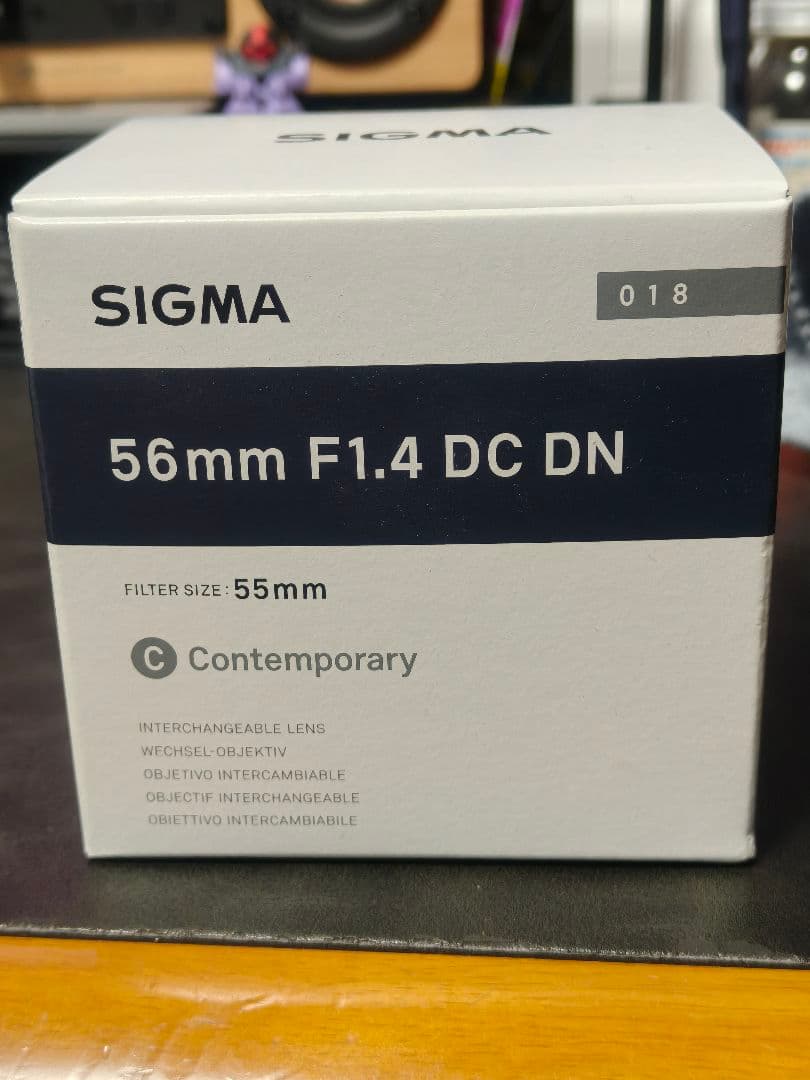 SIGMA
SIGMA
018
56mm F1.4 DC DN
FILTER SIZE: 55mm
C Contemporary
INTERCHANGEABLE LENS
WECHSEL-OBJEKTIV
OBJETIVO INTERCAMBIABLE
OBJECTIF INTERCHANGEABLE
OBIETTIVO INTERCAMBIABILE